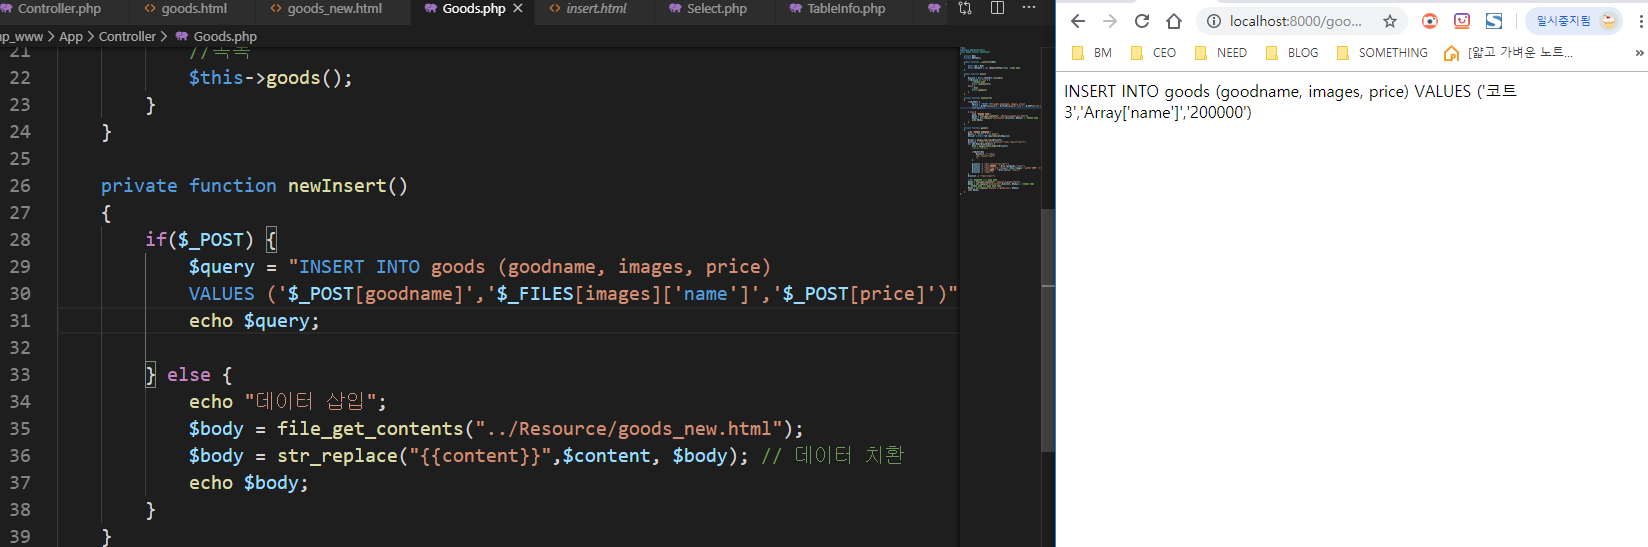 Controller.php goods.html goods_new.html Goods.php insert.html Select.php TableInfo.php
np_www > App > Controller > Goods.php
21
22 $this->goods();
23 }
24 }
25
26 private function newInsert()
27 {
28 if($_POST) {
29 $query = "INSERT INTO goods (goodname, images, price)
30 VALUES ('$_POST[goodname]','$_FILES[images]['name']','$_POST[price]')"
31 echo $query;
32
33 } else {
34 echo "데이터 삽입";
35 $body = file_get_contents("../Resource/goods_new.html");
36 $body = str_replace("{{content}}",$content, $body); // 데이터 치환
37 echo $body;
38 }
39 }
localhost:8000/goo... 일시중지됨
BM CEO NEED BLOG SOMETHING [얇고 가벼운 노트... »
INSERT INTO goods (goodname, images, price) VALUES ('코트
3','Array['name']','200000')